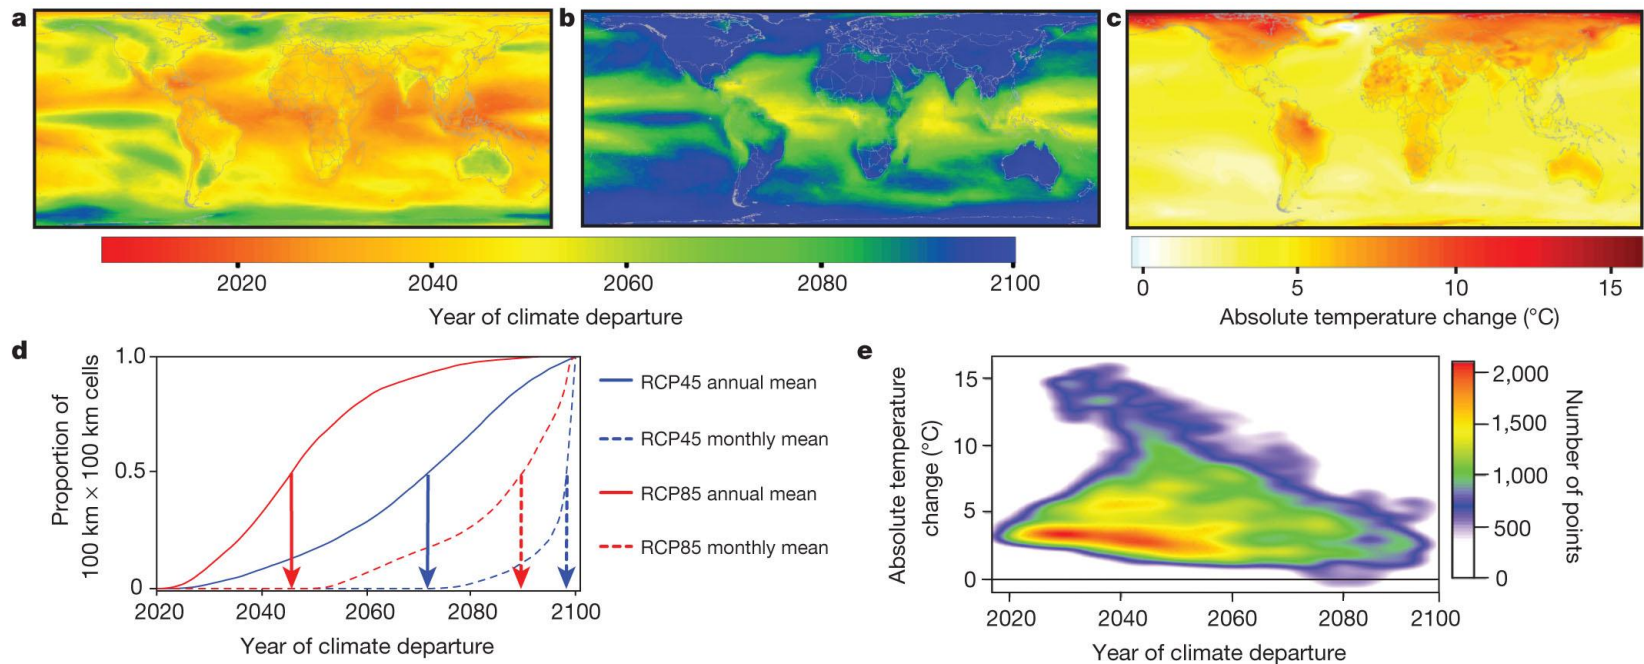 a
b
c
2020
2040
2060
2080
2100
Year of climate departure
0
5
10
15
Absolute temperature change (°C)
d
Proportion of
100 km × 100 km cells
1.0
0.5
0
2020
2040
2060
2080
2100
Year of climate departure
RCP45 annual mean
RCP45 monthly mean
RCP85 annual mean
RCP85 monthly mean
e
Absolute temperature
change (°C)
15
10
5
0
2020
2040
2060
2080
2100
Year of climate departure
2,000
1,500
1,000
500
0
Number of points